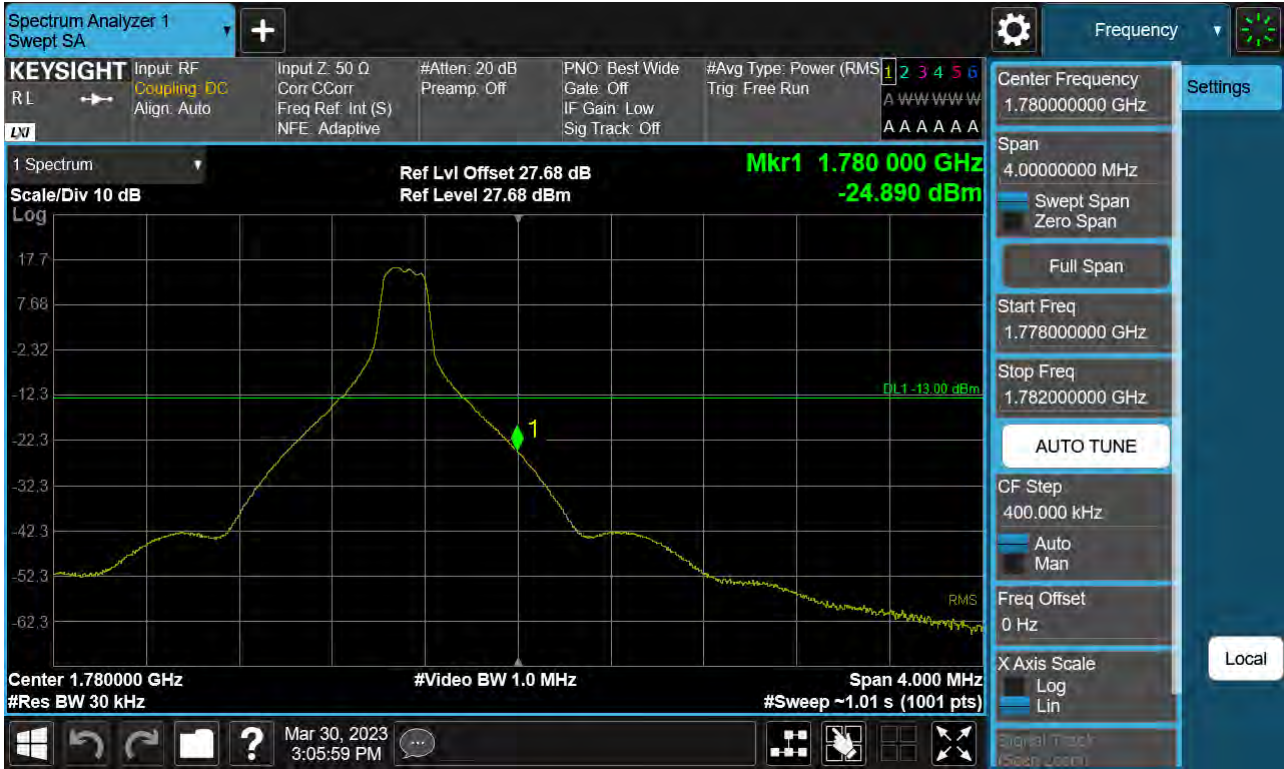 Spectrum Analyzer 1
Swept SA
Frequency
KEYSIGHT
RL
LXI
Input: RF
Coupling: DC
Align: Auto
Input Z: 50 Ω
Corr CCorr
Freq Ref: Int (S)
NFE: Adaptive
#Atten: 20 dB
Preamp: Off
PNO: Best Wide
Gate: Off
IF Gain: Low
Sig Track: Off
#Avg Type: Power (RMS
Trig: Free Run
1 2 3 4 5 6
A W W W W W
A A A A A A
1 Spectrum
Scale/Div 10 dB
Ref Lvl Offset 27.68 dB
Ref Level 27.68 dBm
Mkr1 1.780 000 GHz
-24.890 dBm
Log
17.7
7.68
-2.32
-12.3
-22.3
-32.3
-42.3
-52.3
-62.3
DL1 -13.00 dBm
1
RMS
Center 1.780000 GHz
#Video BW 1.0 MHz
Span 4.000 MHz
#Res BW 30 kHz
#Sweep ~1.01 s (1001 pts)
Center Frequency
1.780000000 GHz
Span
4.00000000 MHz
Swept Span
Zero Span
Full Span
Start Freq
1.778000000 GHz
Stop Freq
1.782000000 GHz
AUTO TUNE
CF Step
400.000 kHz
Auto
Man
Freq Offset
0 Hz
X Axis Scale
Log
Lin
Signal Track
(Span Zoom)
Settings
Local
?
Mar 30, 2023
3:05:59 PM